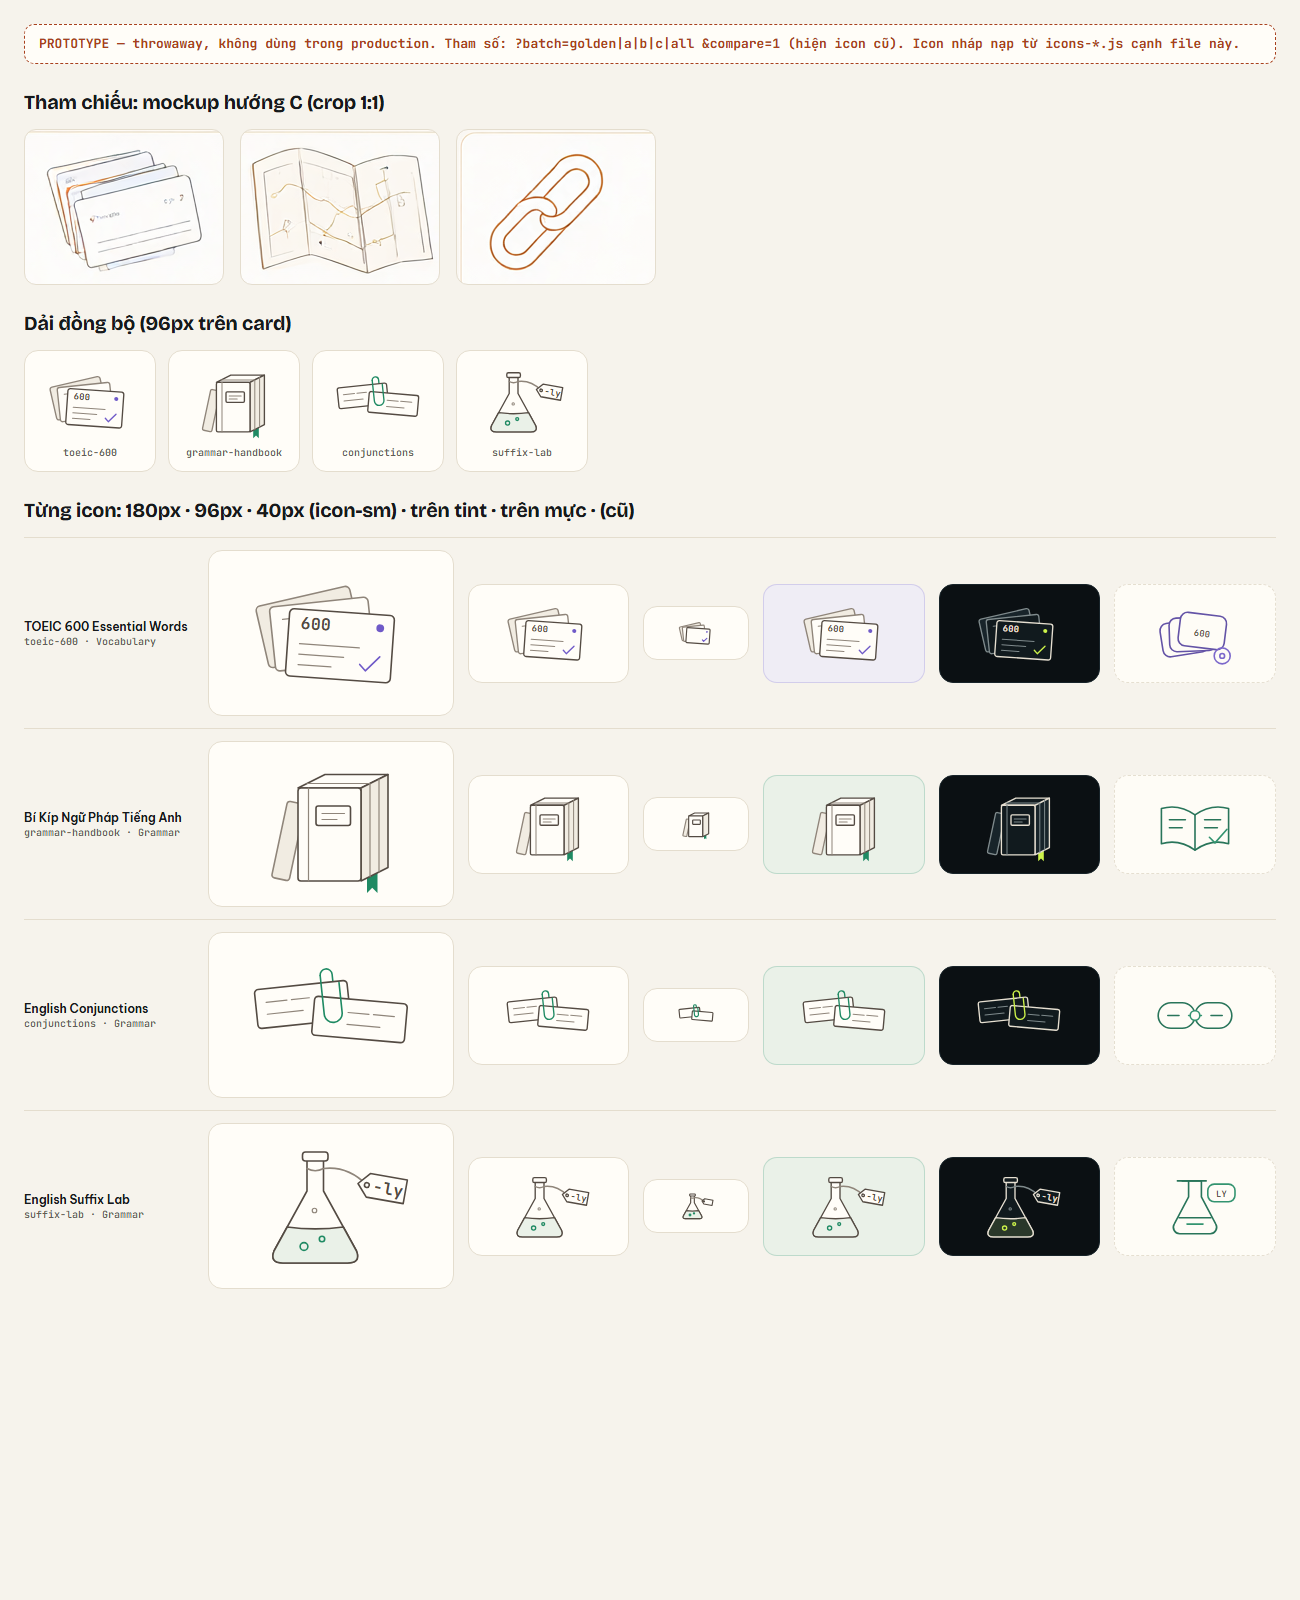 PROTOTYPE — throwaway, không dùng trong production. Tham số: ?batch=golden|a|b|c|all &compare=1 (hiện icon cũ). Icon nháp nạp từ icons-*.js cạnh file này.
Tham chiếu: mockup hướng C (crop 1:1)
Dải đồng bộ (96px trên card)
600
-ly
toeic-600
grammar-handbook
conjunctions
suffix-lab
Từng icon: 180px · 96px · 40px (icon-sm) · trên tint · trên mực · (cũ)
TOEIC 600 Essential Words
toeic-600 · Vocabulary
600
600
600
600
600
Bí Kíp Ngữ Pháp Tiếng Anh
grammar-handbook · Grammar
English Conjunctions
conjunctions · Grammar
English Suffix Lab
suffix-lab · Grammar
-ly
-ly
-ly
-ly
LY